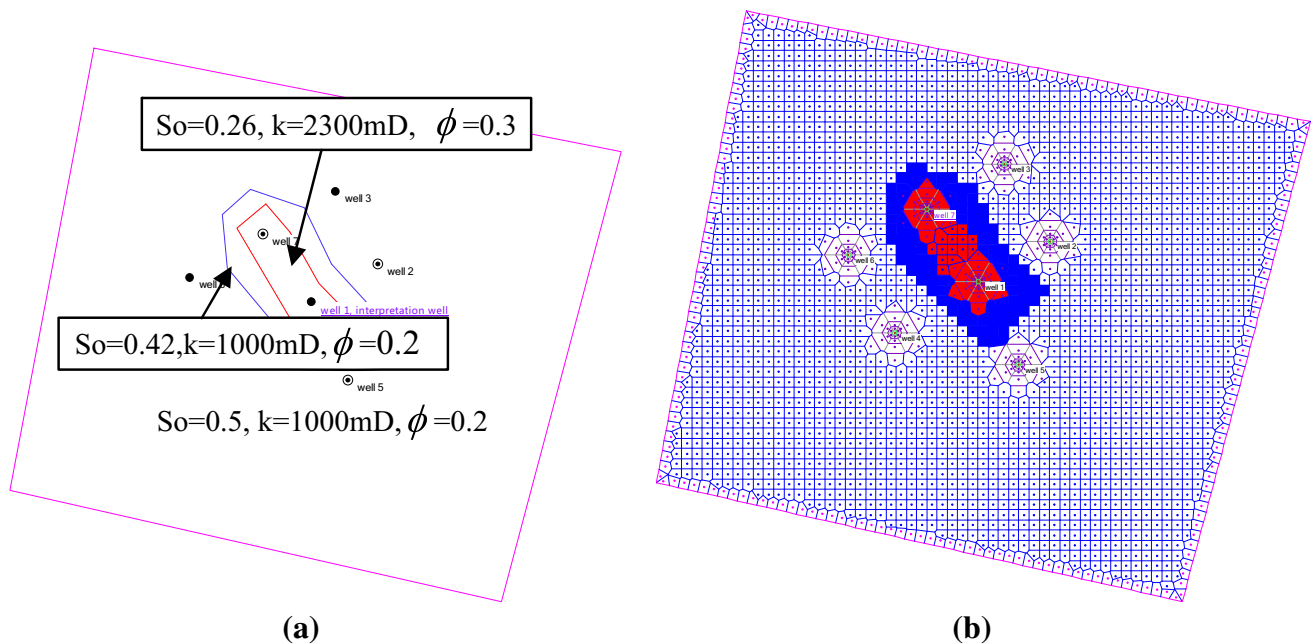 So=0.26, k=2300mD, ϕ=0.3
well 3
well 7
well 2
well
well 1, interpretation well
So=0.42,k=1000mD,ϕ=0.2
well 5
So=0.5, k=1000mD,ϕ=0.2
(a)
well 3
well 7
well 2
well 6
well 1
well 4
well 5
(b)